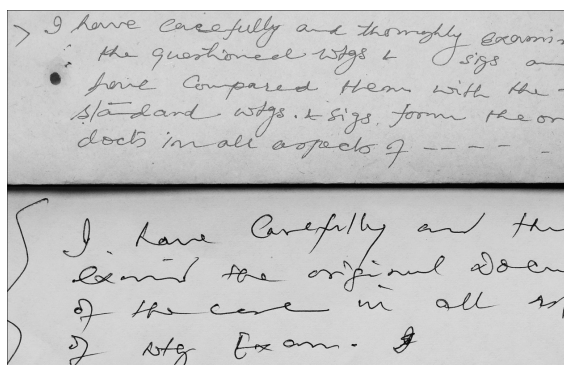 I have carefully and thoroughly examin
the questioned wtgs & sigs an
have compared them with the
standard wtgs. & sigs. form the or
docts in all aspects of - - - - -
I have carefully and tho
examind the original Docu
of the case in all
of wtg Exam.